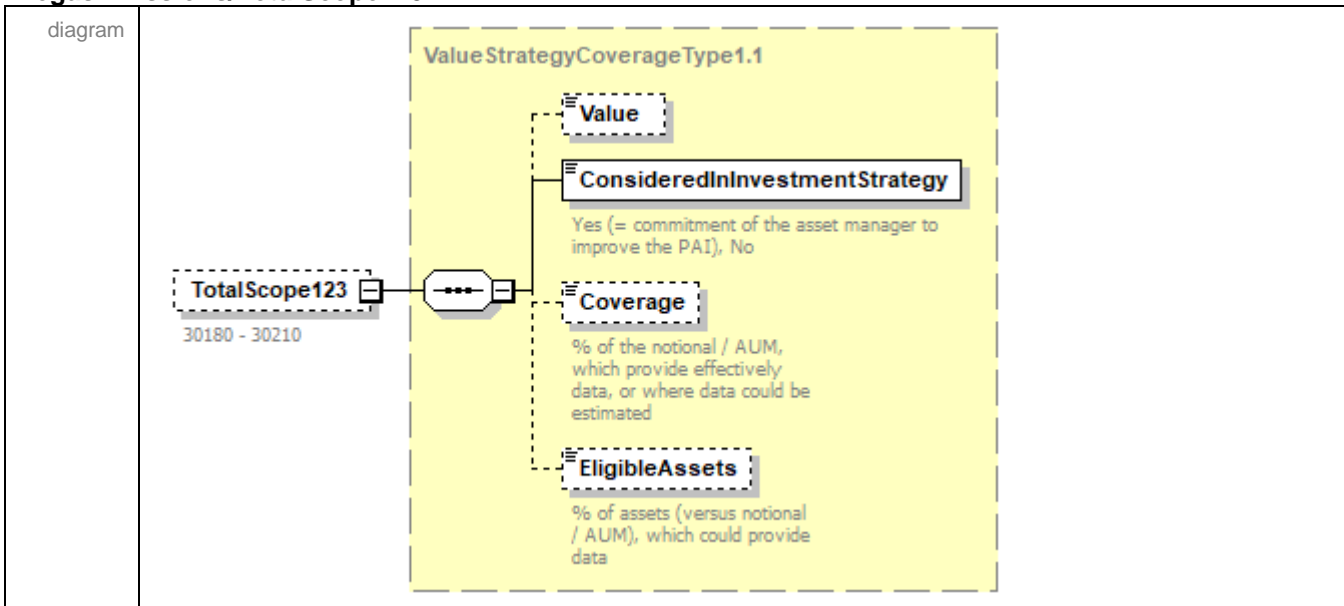 diagram
ValueStrategyCoverageType1.1
Value
ConsideredInInvestmentStrategy
Yes (= commitment of the asset manager to
improve the PAI), No
TotalScope123
30180 - 30210
Coverage
% of the notional / AUM,
which provide effectively
data, or where data could be
estimated
EligibleAssets
% of assets (versus notional
/ AUM), which could provide
data